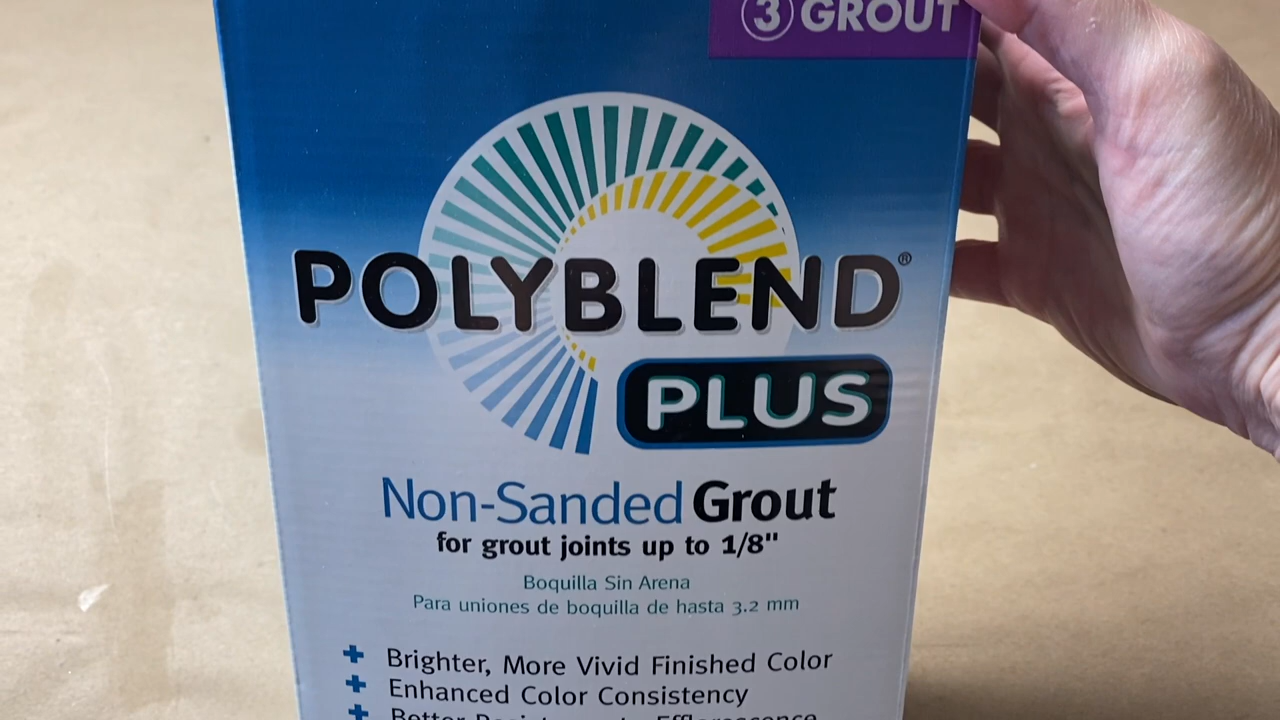 3 GROUT
POLYBLEND®
PLUS
Non-Sanded Grout
for grout joints up to 1/8"
Boquilla Sin Arena
Para uniones de boquilla de hasta 3.2 mm
+ Brighter, More Vivid Finished Color
+ Enhanced Color Consistency
+ Better